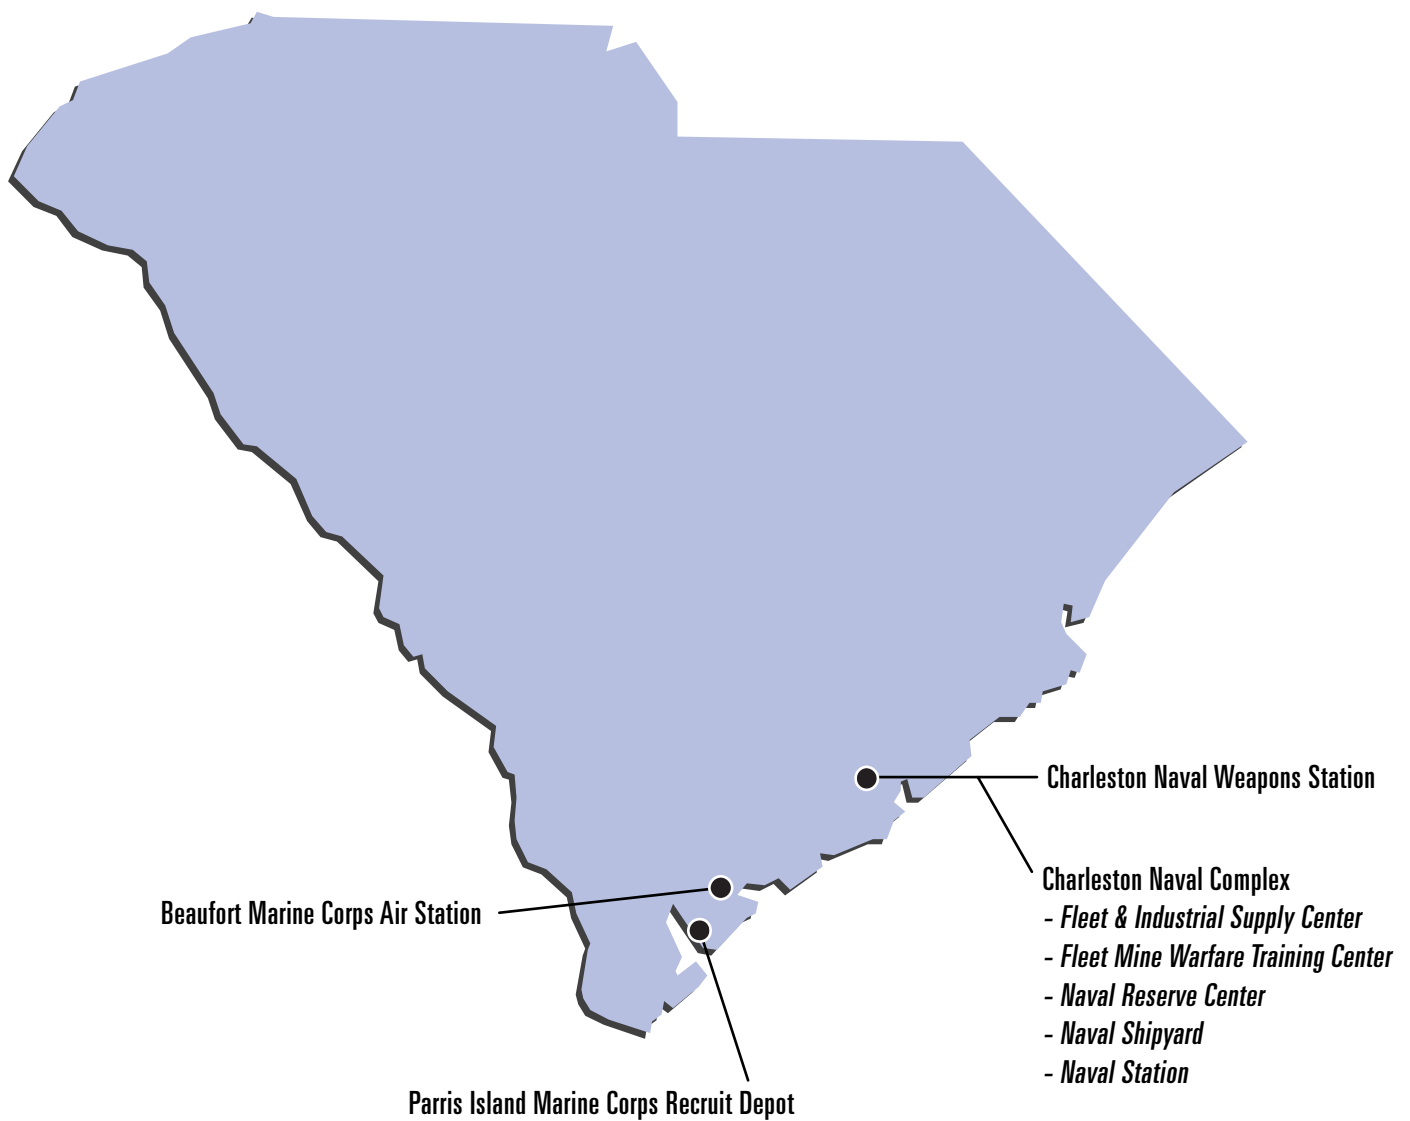 Charleston Naval Weapons Station
Charleston Naval Complex
- Fleet & Industrial Supply Center
- Fleet Mine Warfare Training Center
- Naval Reserve Center
- Naval Shipyard
- Naval Station
Beaufort Marine Corps Air Station
Parris Island Marine Corps Recruit Depot